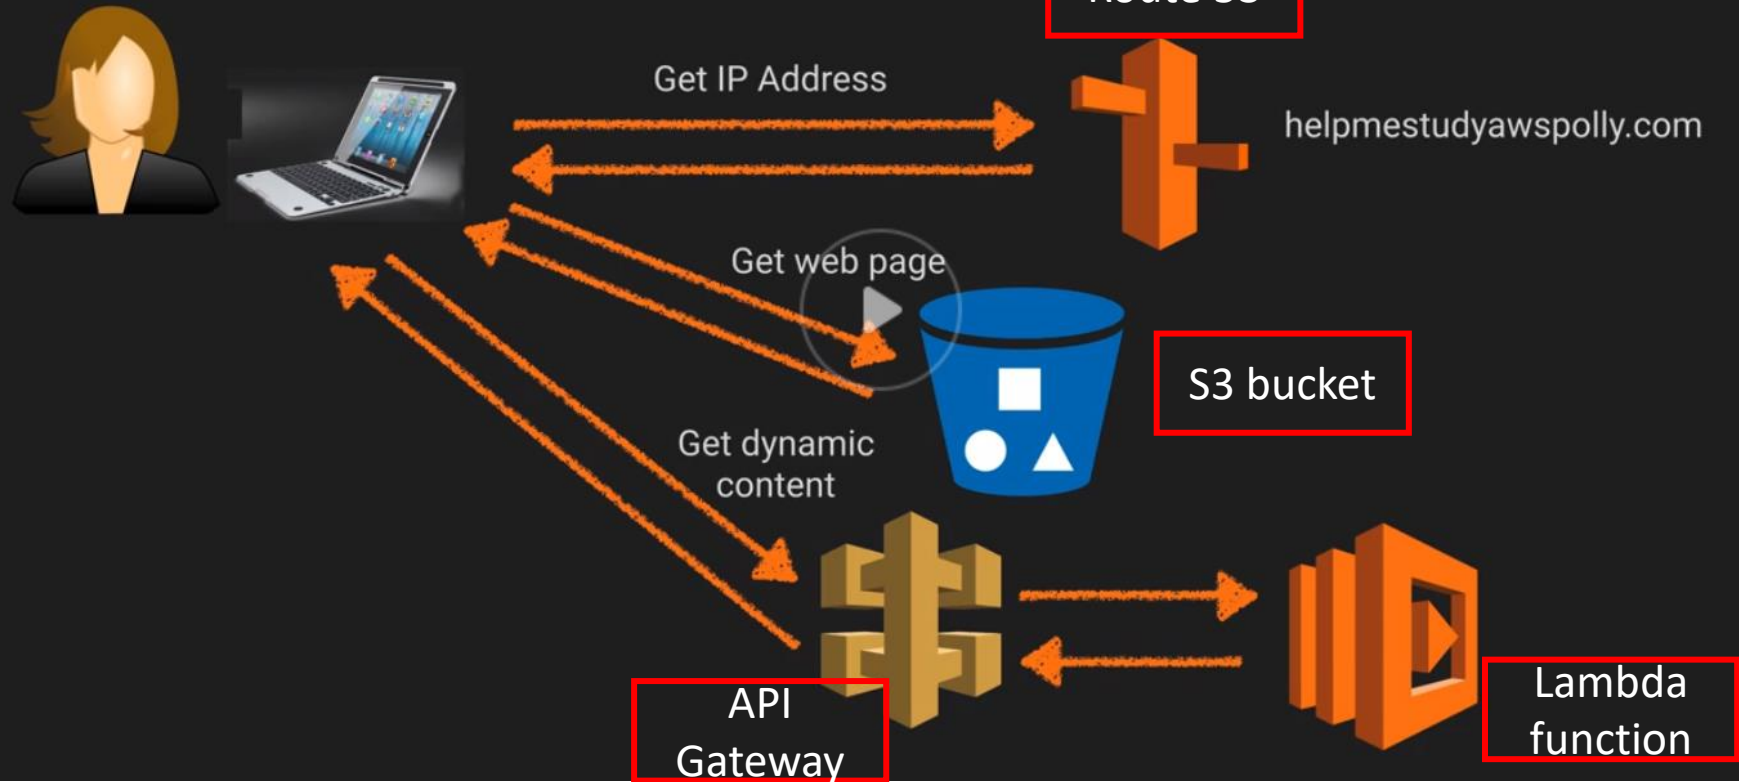 Get IP Address
helpmestudyawspolly.com
Get web page
S3 bucket
Get dynamic
content
API
Gateway
Lambda
function